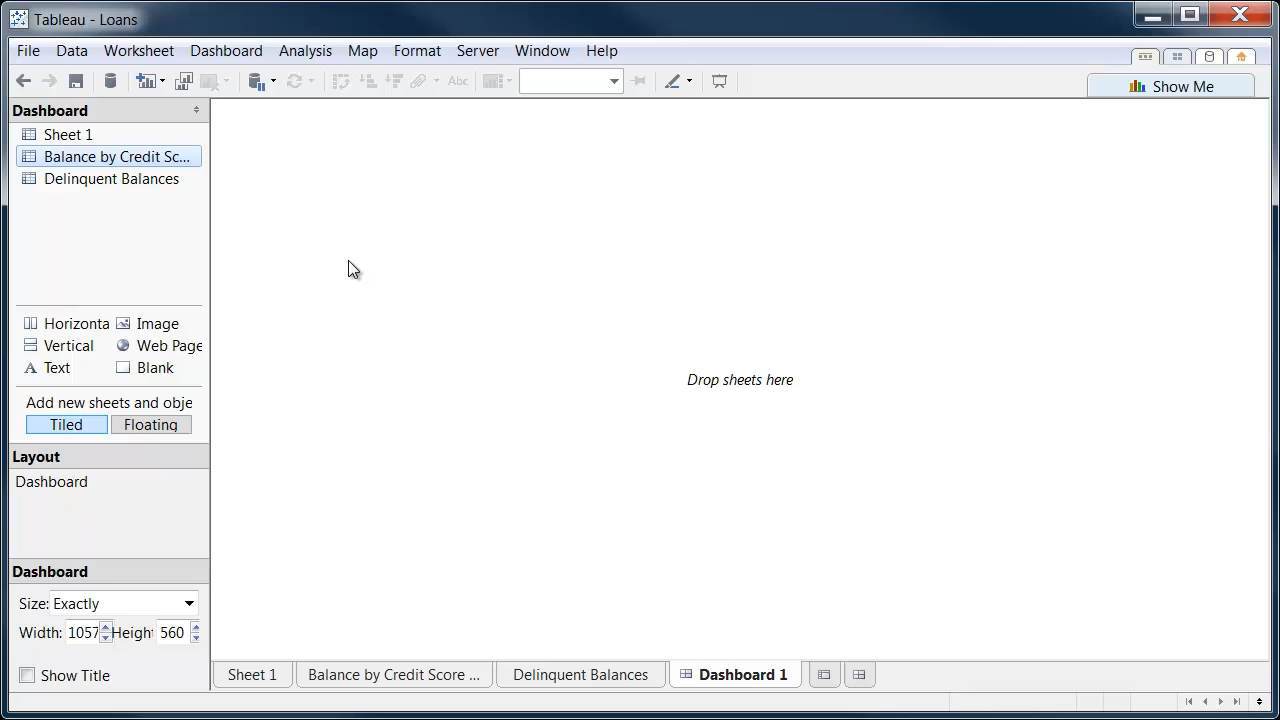 Tableau - Loans
File Data Worksheet Dashboard Analysis Map Format Server Window Help
Abc
Show Me
Dashboard
Sheet 1
Balance by Credit Sc...
Delinquent Balances
Horizonta Image
Vertical Web Page
A Text Blank
Add new sheets and obje
Tiled Floating
Layout
Dashboard
Dashboard
Size: Exactly
Width: 1057 Height 560
Show Title
Drop sheets here
Sheet 1 Balance by Credit Score ... Delinquent Balances Dashboard 1